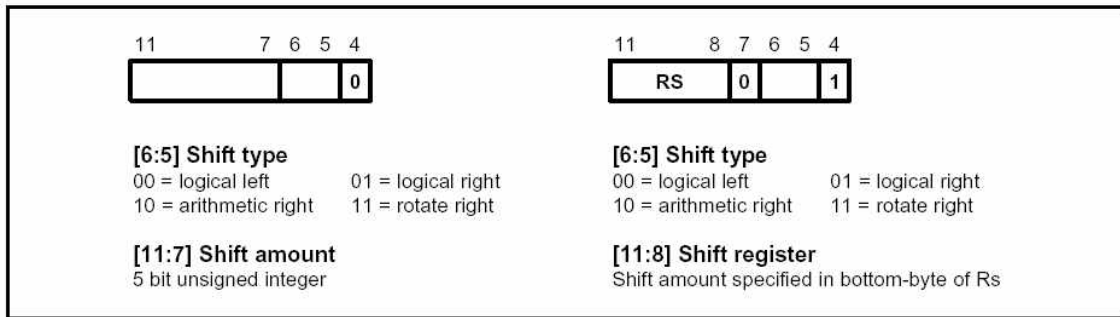 11 7 6 5 4
0
[6:5] Shift type
00 = logical left 01 = logical right
10 = arithmetic right 11 = rotate right
[11:7] Shift amount
5 bit unsigned integer
11 8 7 6 5 4
RS 0 1
[6:5] Shift type
00 = logical left 01 = logical right
10 = arithmetic right 11 = rotate right
[11:8] Shift register
Shift amount specified in bottom-byte of Rs